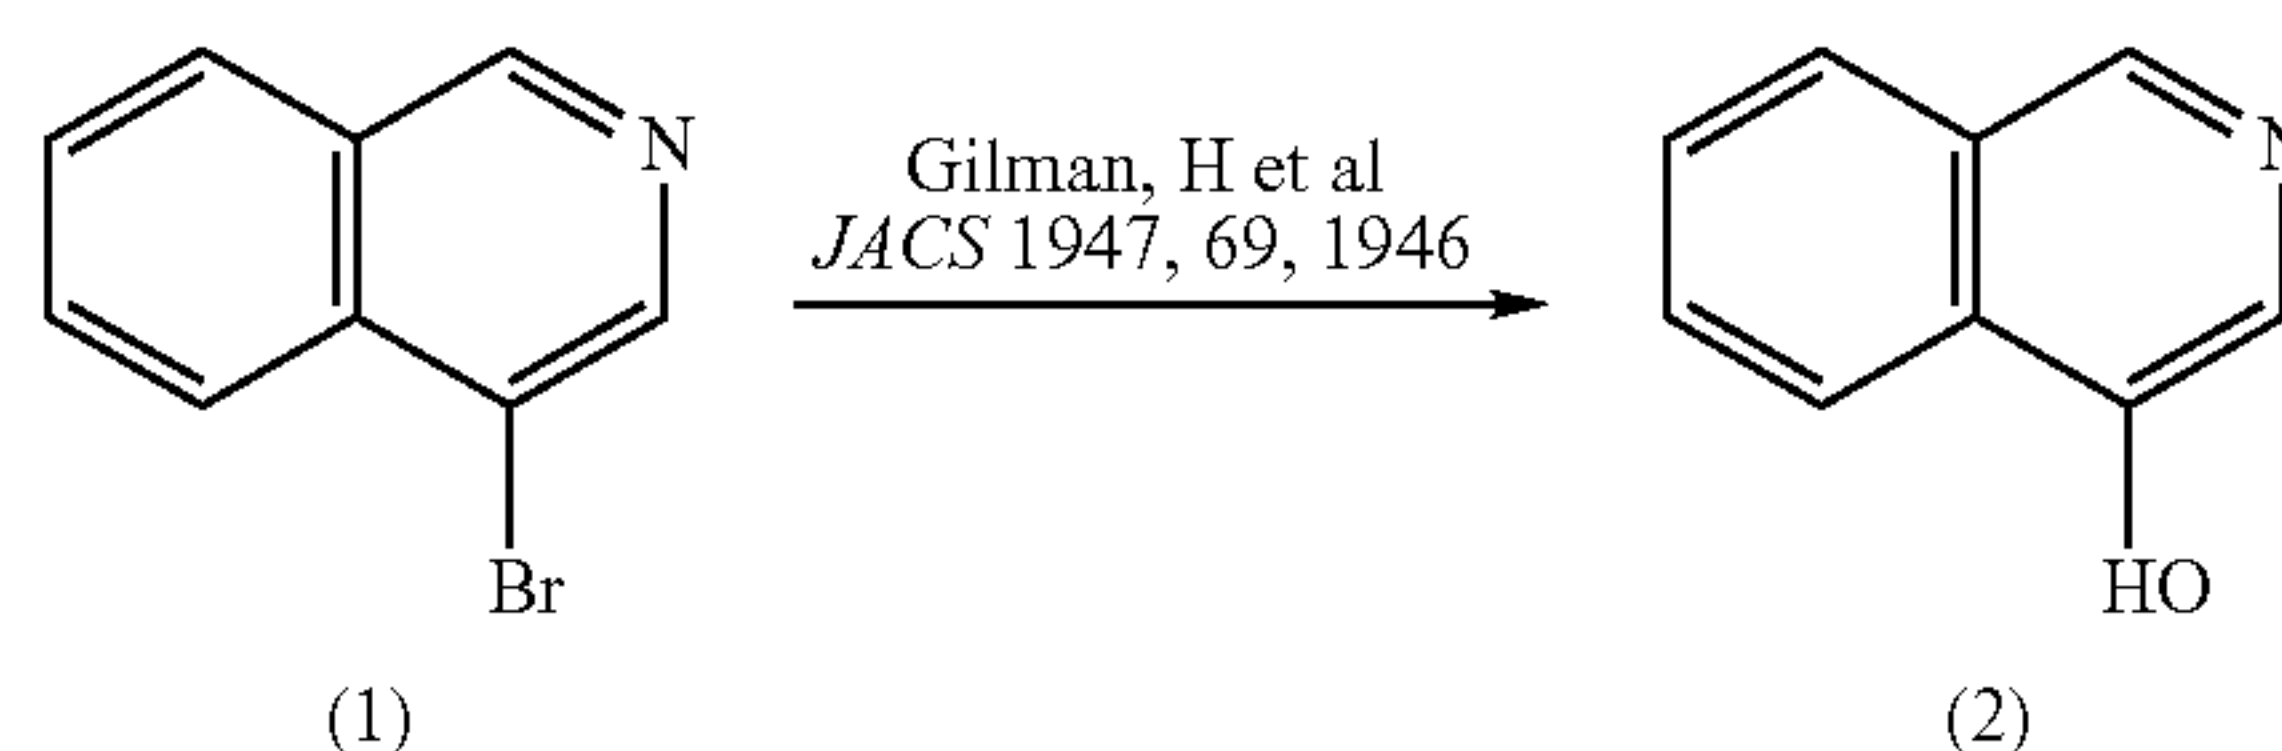 N
Gilman, H et al
JACS 1947, 69, 1946
N
Br
HO
(1)
(2)